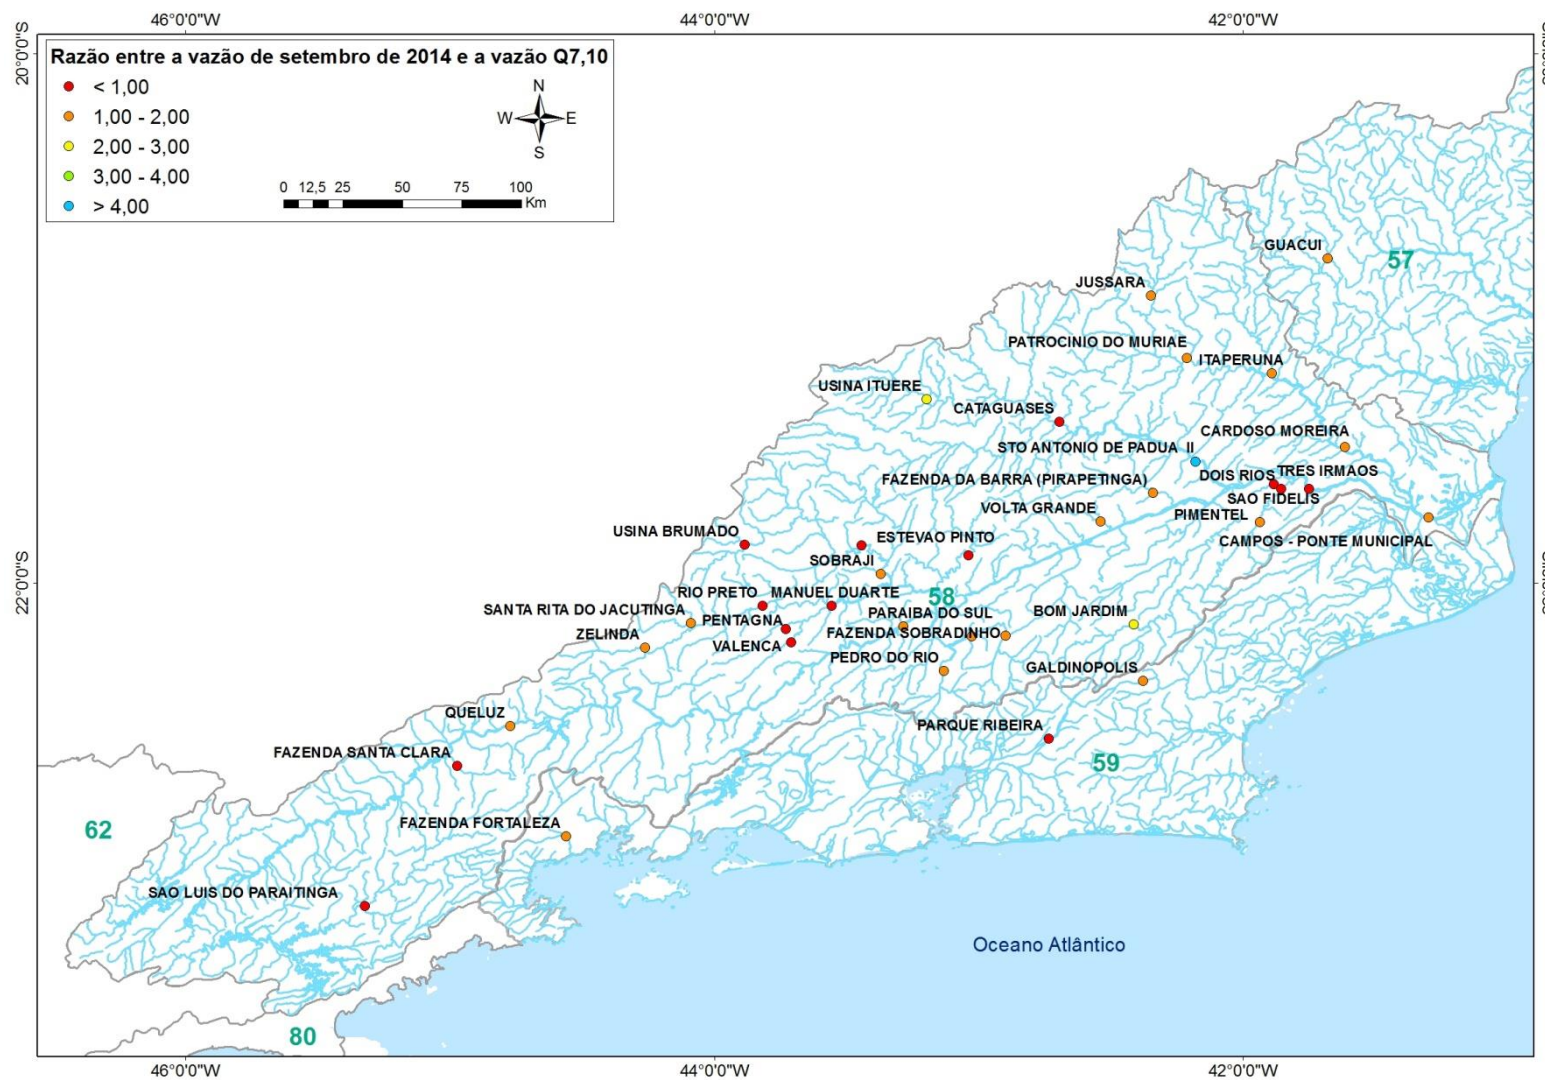 46°0'0"W 44°0'0"W 42°0'0"W
20°0'0"S
Razão entre a vazão de setembro de 2014 e a vazão Q7,10
< 1,00
1,00 - 2,00
2,00 - 3,00
3,00 - 4,00
> 4,00
N
W E
S
0 12,5 25 50 75 100
Km
GUACUI
57
JUSSARA
PATROCINIO DO MURIAE
ITAPERUNA
USINA ITUERE
CATAGUASES
CARDOSO MOREIRA
STO ANTONIO DE PADUA II
DOIS RIOS
TRES IRMAOS
FAZENDA DA BARRA (PIRAPETINGA)
SAO FIDELIS
VOLTA GRANDE
PIMENTEL
USINA BRUMADO
ESTEVAO PINTO
CAMPOS - PONTE MUNICIPAL
SOBRAJI
22°0'0"S
RIO PRETO
MANUEL DUARTE
58
SANTA RITA DO JACUTINGA
PENTAGNA
PARAIBA DO SUL
BOM JARDIM
ZELINDA
FAZENDA SOBRADINHO
VALENCA
PEDRO DO RIO
GALDINOPOLIS
QUELUZ
PARQUE RIBEIRA
FAZENDA SANTA CLARA
59
62
FAZENDA FORTALEZA
SAO LUIS DO PARAITINGA
Oceano Atlântico
80
46°0'0"W 44°0'0"W 42°0'0"W